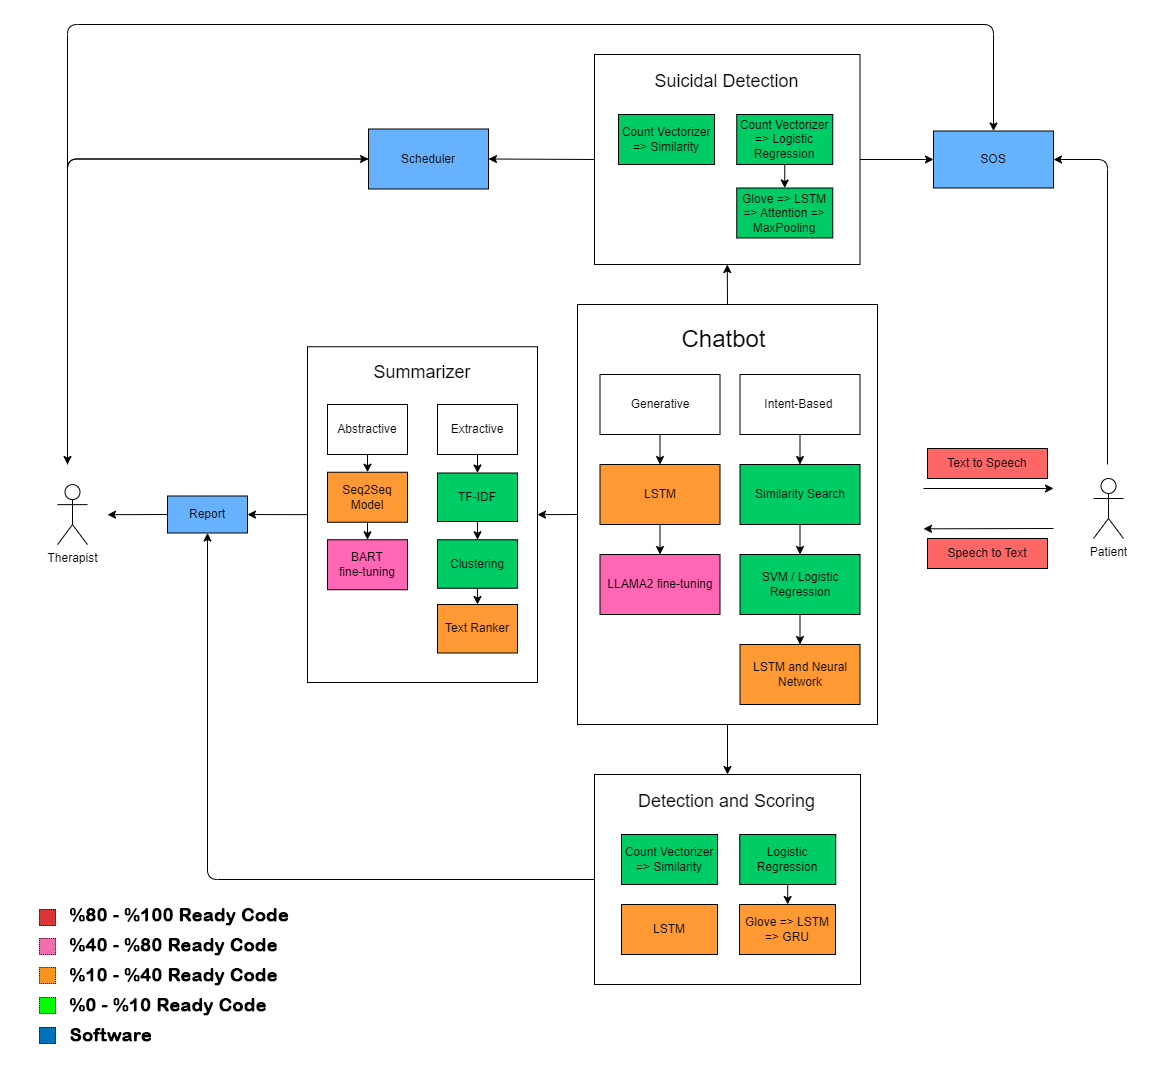 Suicidal Detection
Count Vectorizer
=> Similarity
Count Vectorizer
=> Logistic
Regression
Glove => LSTM
=> Attention =>
MaxPooling
Scheduler
SOS
Chatbot
Generative
Intent-Based
LSTM
Similarity Search
LLAMA2 fine-tuning
SVM / Logistic
Regression
LSTM and Neural
Network
Summarizer
Abstractive
Extractive
Seq2Seq
Model
TF-IDF
BART
fine-tuning
Clustering
Text Ranker
Report
Therapist
Text to Speech
Speech to Text
Patient
Detection and Scoring
Count Vectorizer
=> Similarity
Logistic
Regression
LSTM
Glove => LSTM
=> GRU
%80 - %100 Ready Code
%40 - %80 Ready Code
%10 - %40 Ready Code
%0 - %10 Ready Code
Software